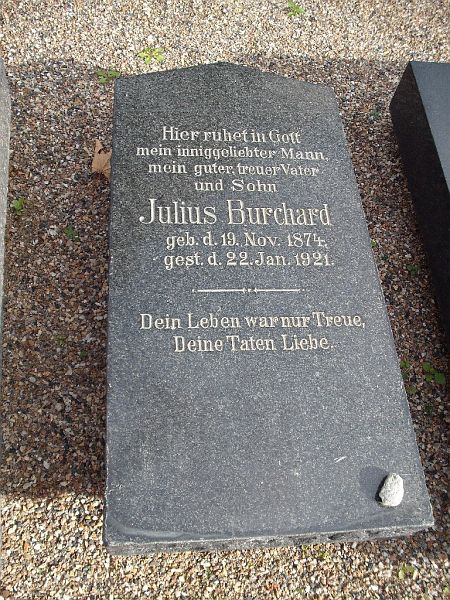 Hier ruhet in Gott
mein inniggeliebter Mann,
mein guter, treuer Vater
und Sohn
Julius Burchard
geb. d. 19. Nov. 1874,
gest. d. 22. Jan. 1921.
Dein Leben war nur Treue,
Deine Taten Liebe.